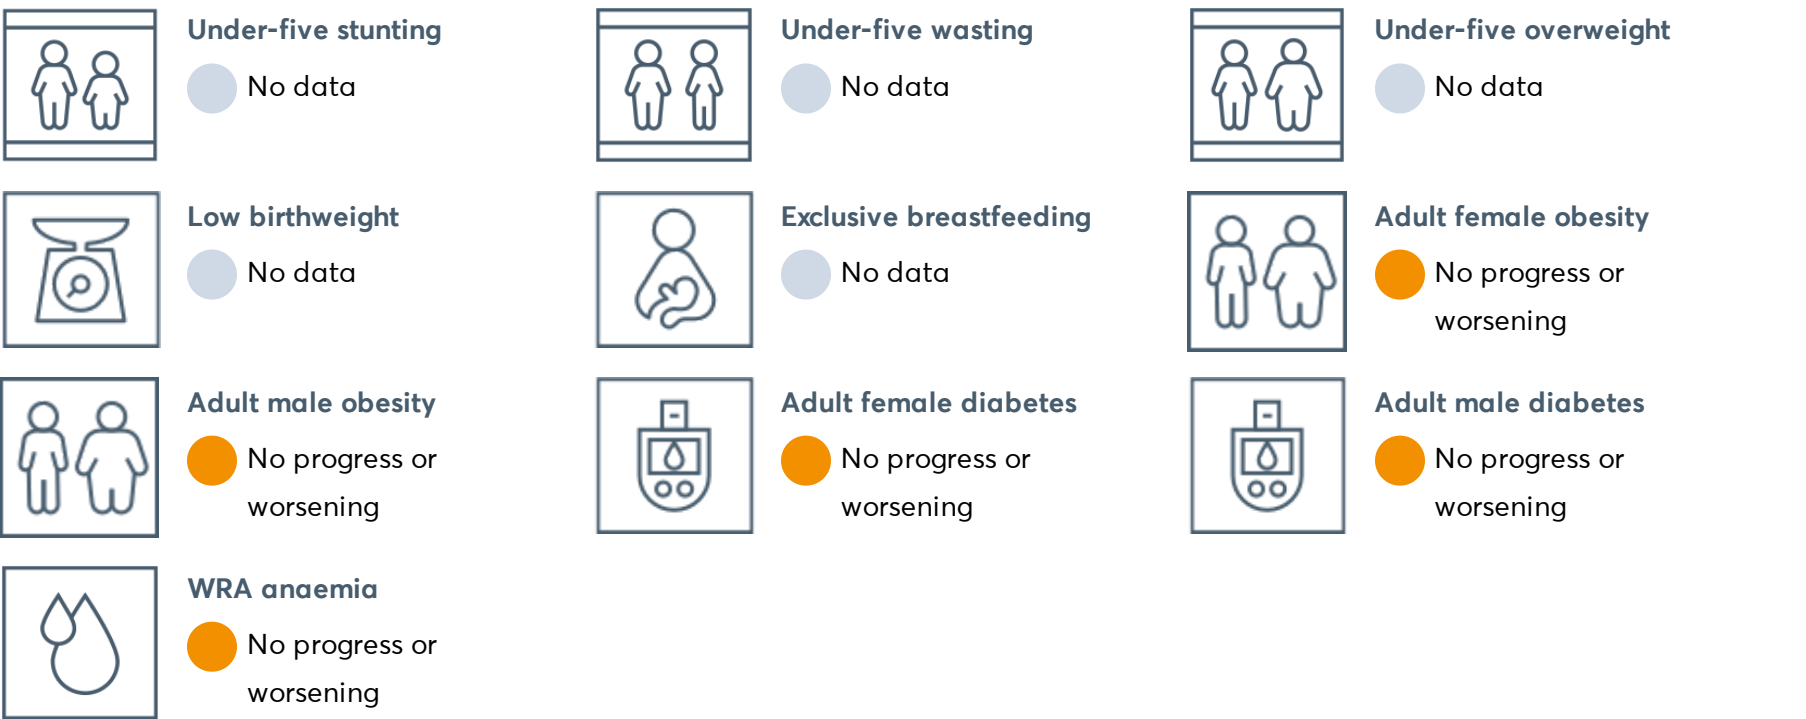 Under-five stunting
No data
Under-five wasting
No data
Under-five overweight
No data
Low birthweight
No data
Exclusive breastfeeding
No data
Adult female obesity
No progress or
worsening
Adult male obesity
No progress or
worsening
Adult female diabetes
No progress or
worsening
Adult male diabetes
No progress or
worsening
WRA anaemia
No progress or
worsening